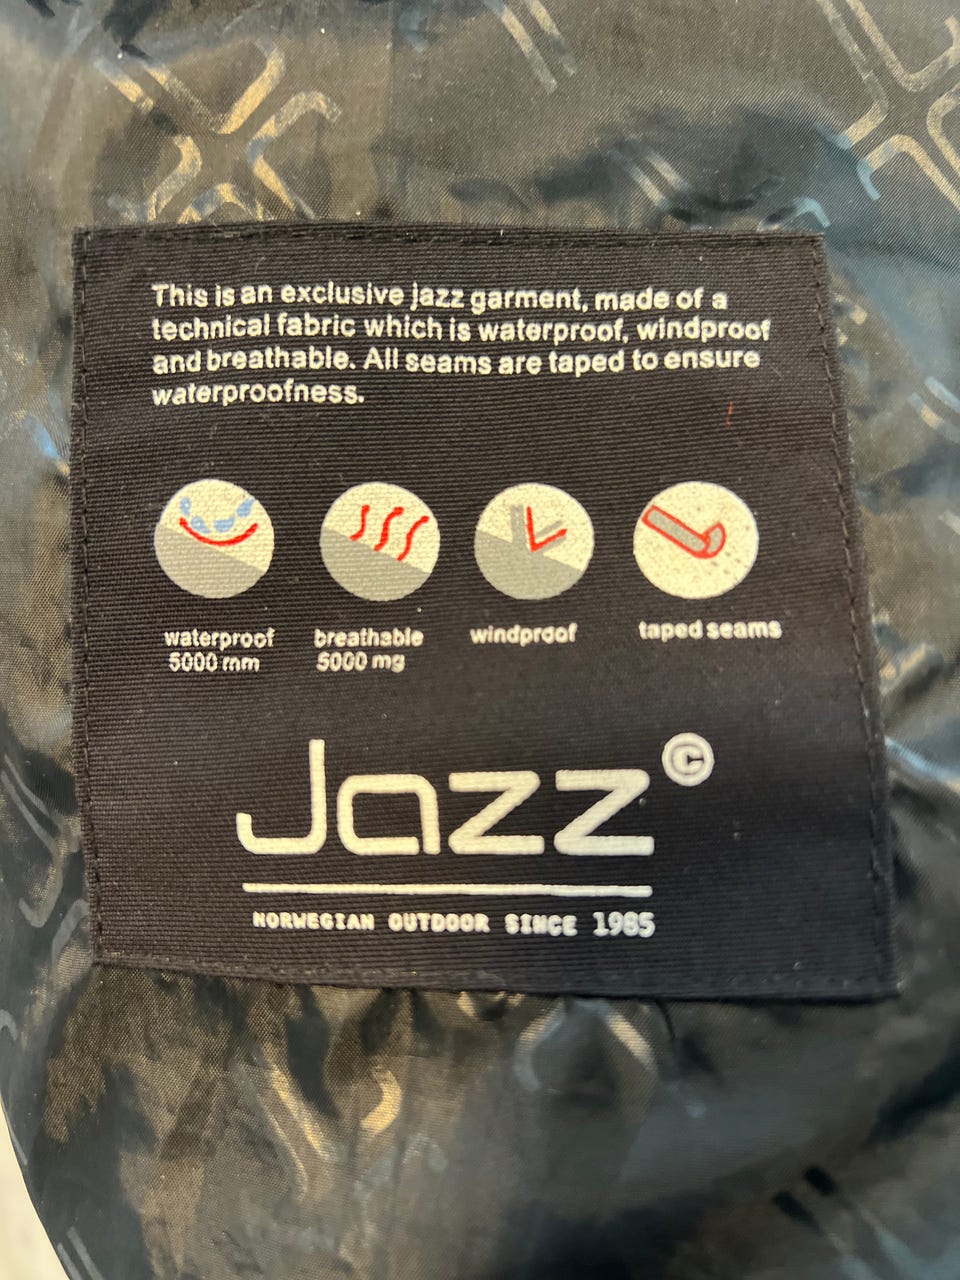 This is an exclusive jazz garment, made of a
technical fabric which is waterproof, windproof
and breathable. All seams are taped to ensure
waterproofness.
waterproof
5000 mm
breathable
5000 mg
windproof
taped seams
Jazz©
NORWEGIAN OUTDOOR SINCE 1985